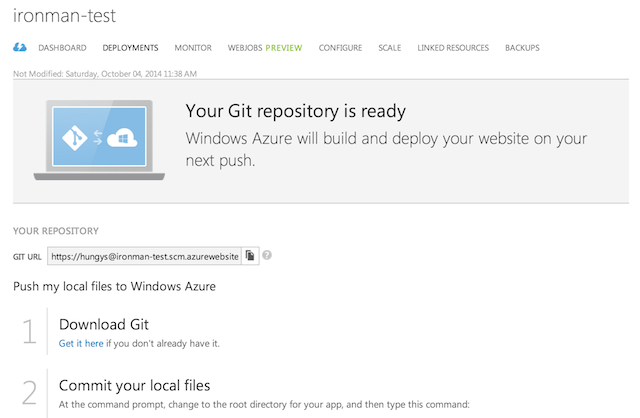 ironman-test
DASHBOARD DEPLOYMENTS MONITOR WEBJOBS PREVIEW CONFIGURE SCALE LINKED RESOURCES BACKUPS
Not Modified: Saturday, October 04, 2014 11:38 AM
Your Git repository is ready
Windows Azure will build and deploy your website on your
next push.
YOUR REPOSITORY
GIT URL https://hungys@ironman-test.scm.azurewebsite ?
Push my local files to Windows Azure
1 Download Git
Get it here if you don't already have it.
2 Commit your local files
At the command prompt, change to the root directory for your app, and then type this command: